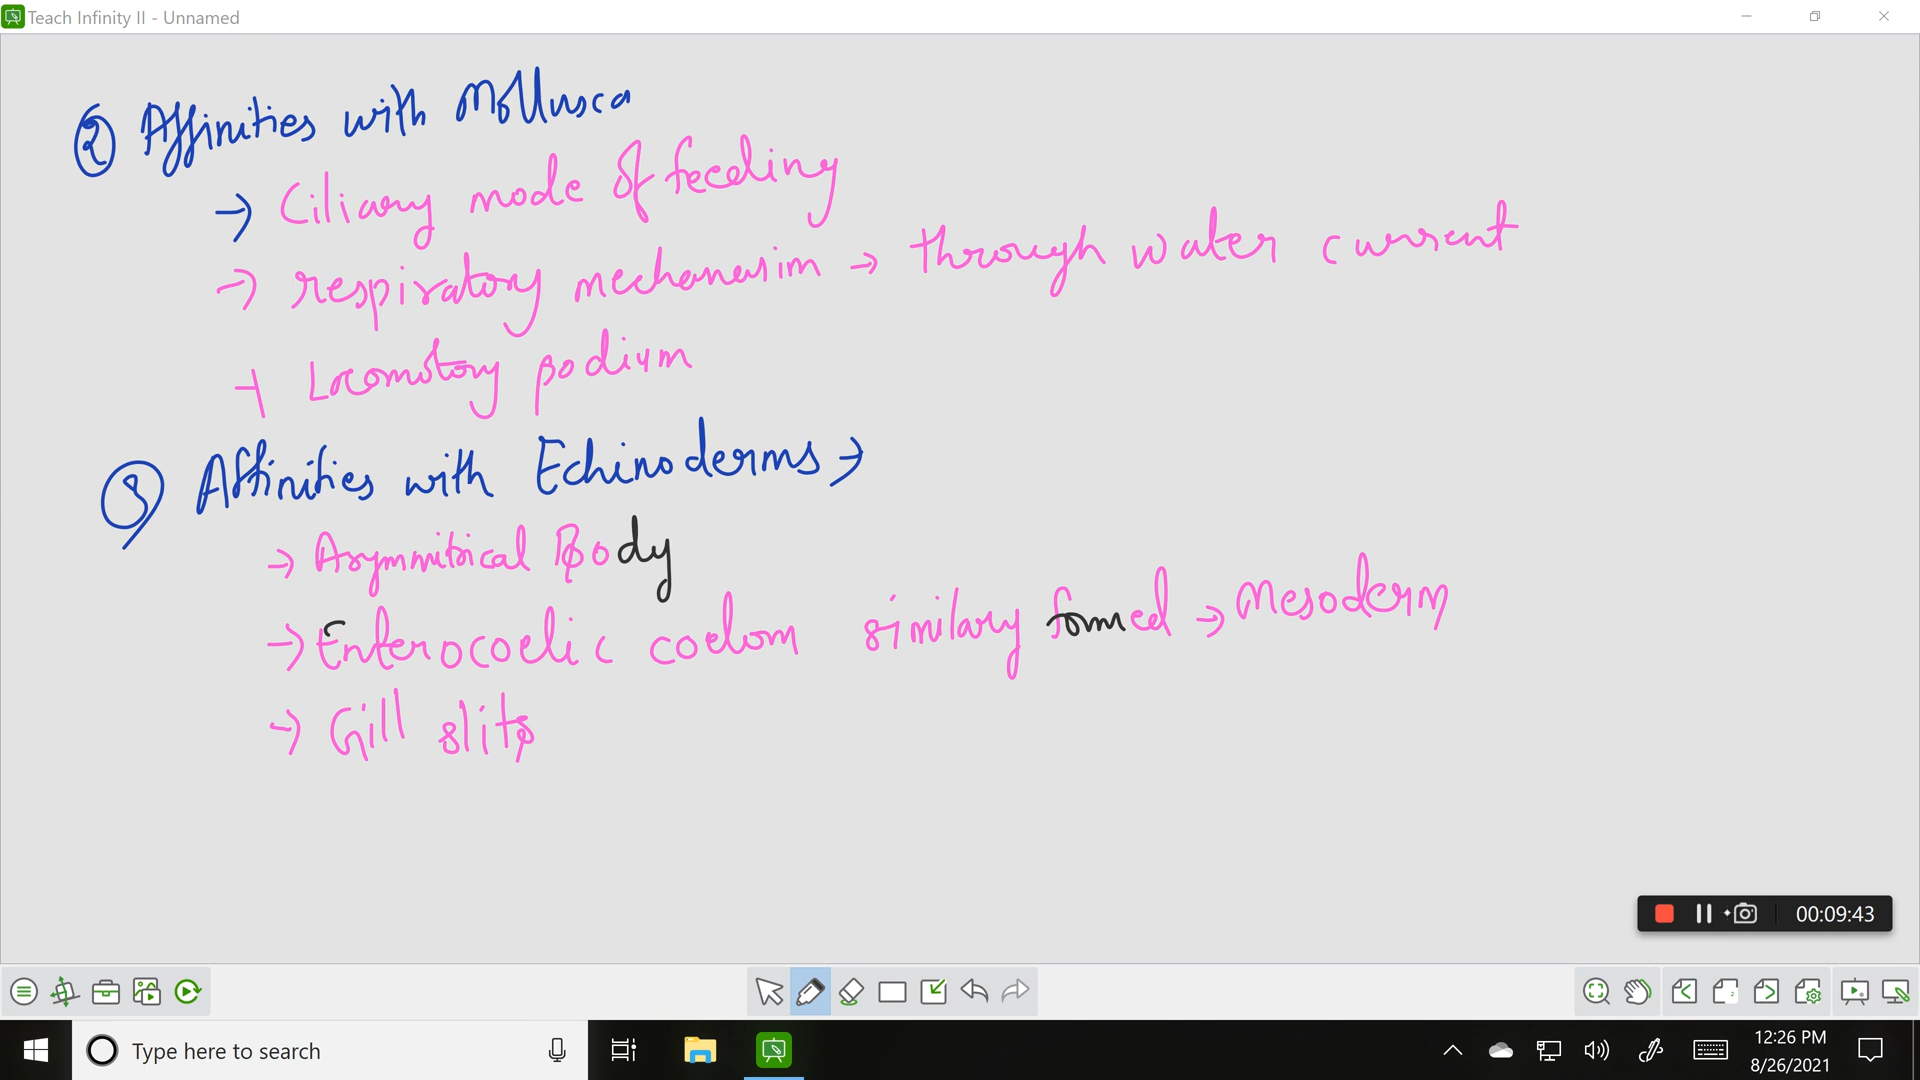 Teach Infinity II - Unnamed
② Affinities with Mollusca
→ Ciliary mode of feeding
→ respiratory mechanasim → through water current
→ Locomotory podium
③ Affinities with Echinoderms →
→ Asymmitrical Body
→ Enterocoelic coelom similary formed → Mesoderm
→ Gill slits
00:09:43
2
Type here to search
12:26 PM
8/26/2021